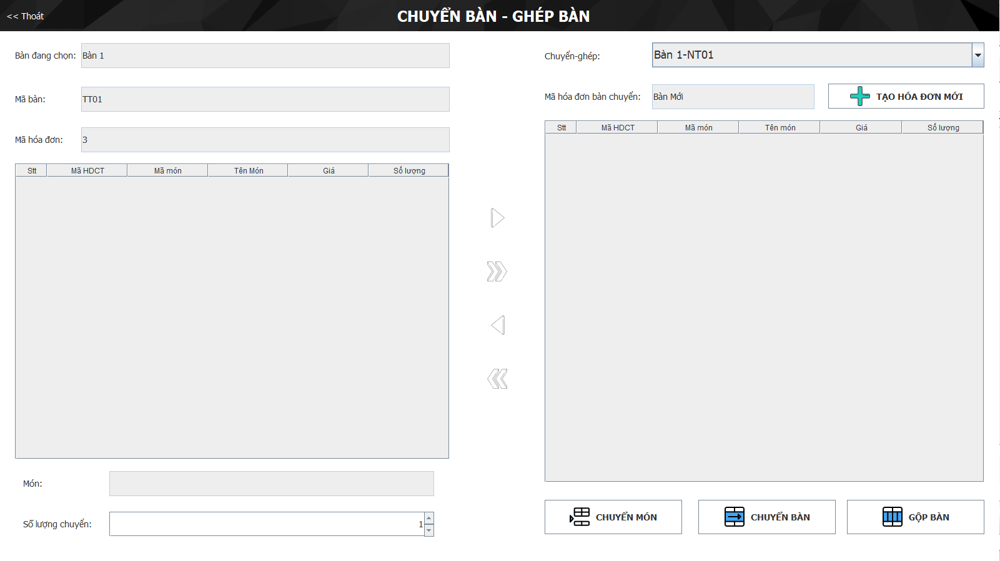 << Thoát
CHUYỂN BÀN - GHÉP BÀN
Bàn đang chọn: Bàn 1
Mã bàn: TT01
Mã hóa đơn: 3
Stt Mã HDCT Mã món Tên Món Giá Số lượng
Món:
Số lượng chuyển: 1
Chuyển-ghép: Bàn 1-NT01
Mã hóa đơn bàn chuyển: Bàn Mới TẠO HÓA ĐƠN MỚI
Stt Mã HDCT Mã món Tên món Giá Số lượng
CHUYỂN MÓN CHUYỂN BÀN GỘP BÀN